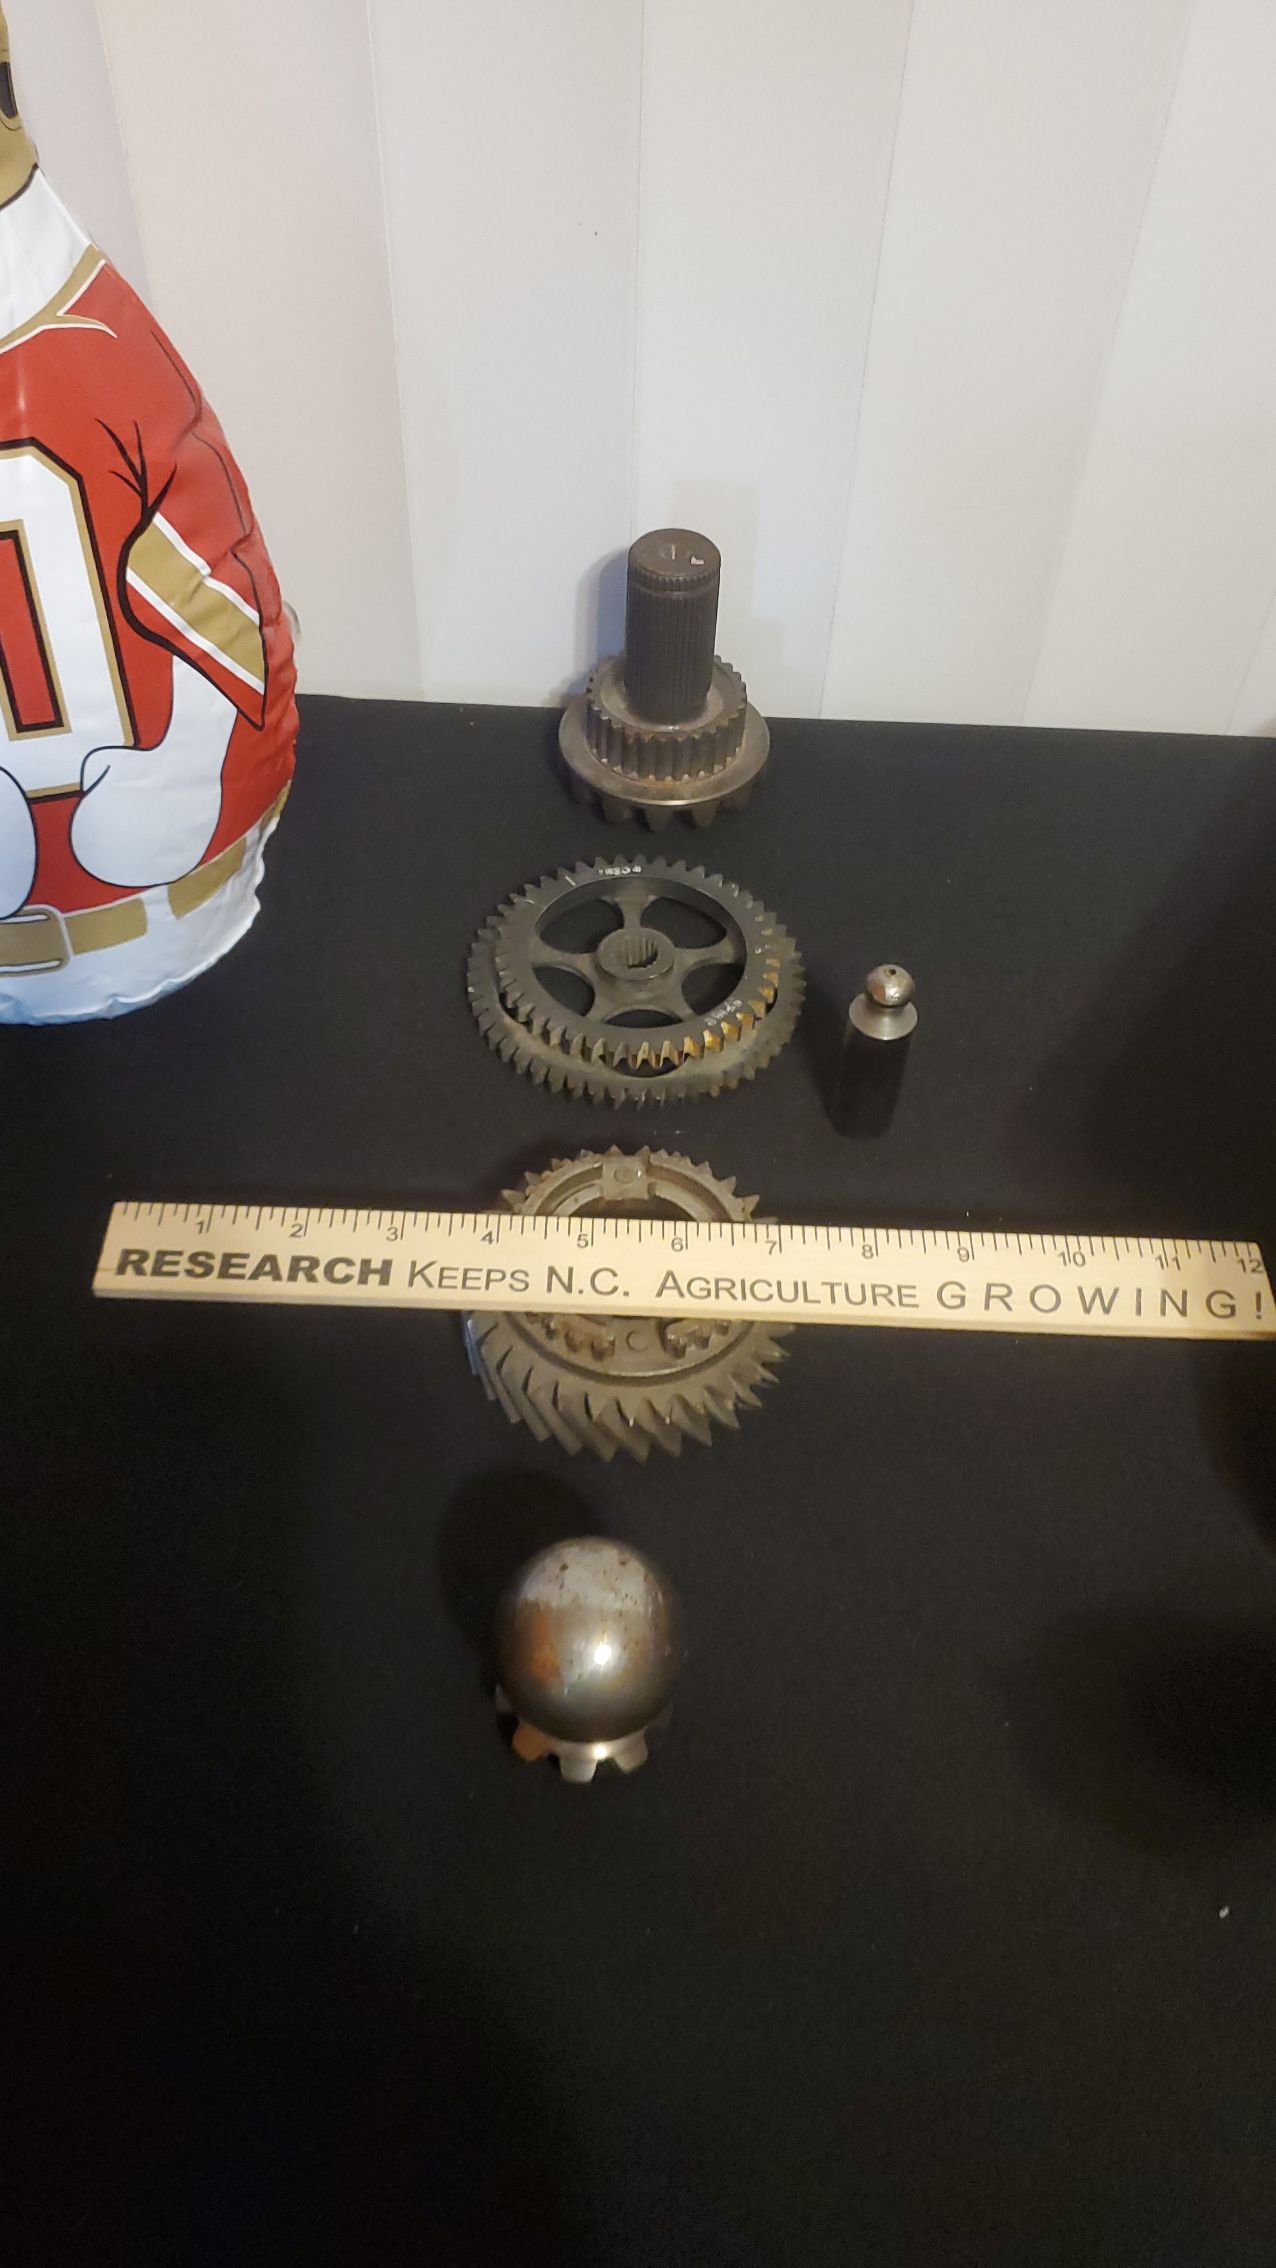 1 2 3 4 5 6 7 8 9 10 11 12
RESEARCH KEEPS N.C. AGRICULTURE GROWING!